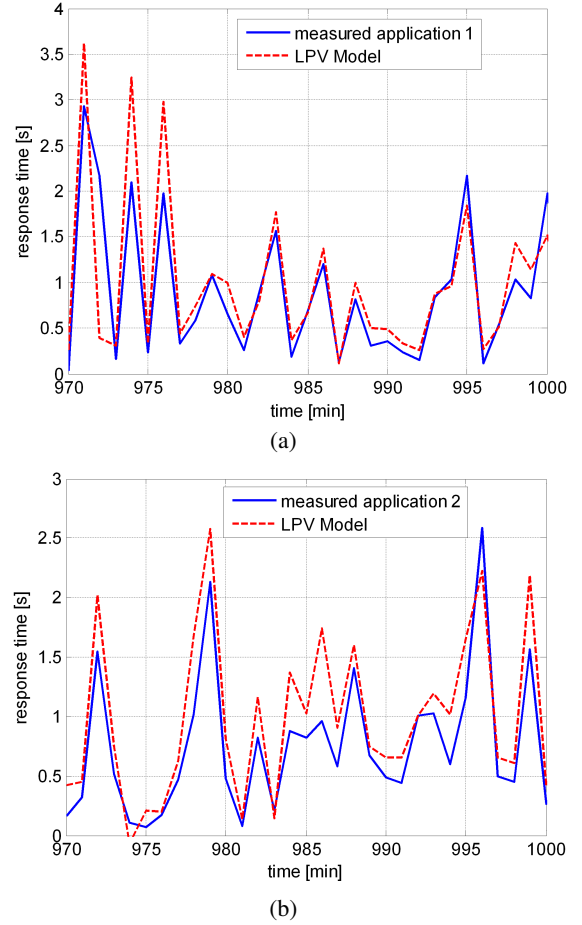 4
3.5
3
2.5
2
1.5
1
0.5
0
response time [s]
measured application 1
LPV Model
970 975 980 985 990 995 1000
time [min]
(a)
3
2.5
2
1.5
1
0.5
0
response time [s]
measured application 2
LPV Model
970 975 980 985 990 995 1000
time [min]
(b)